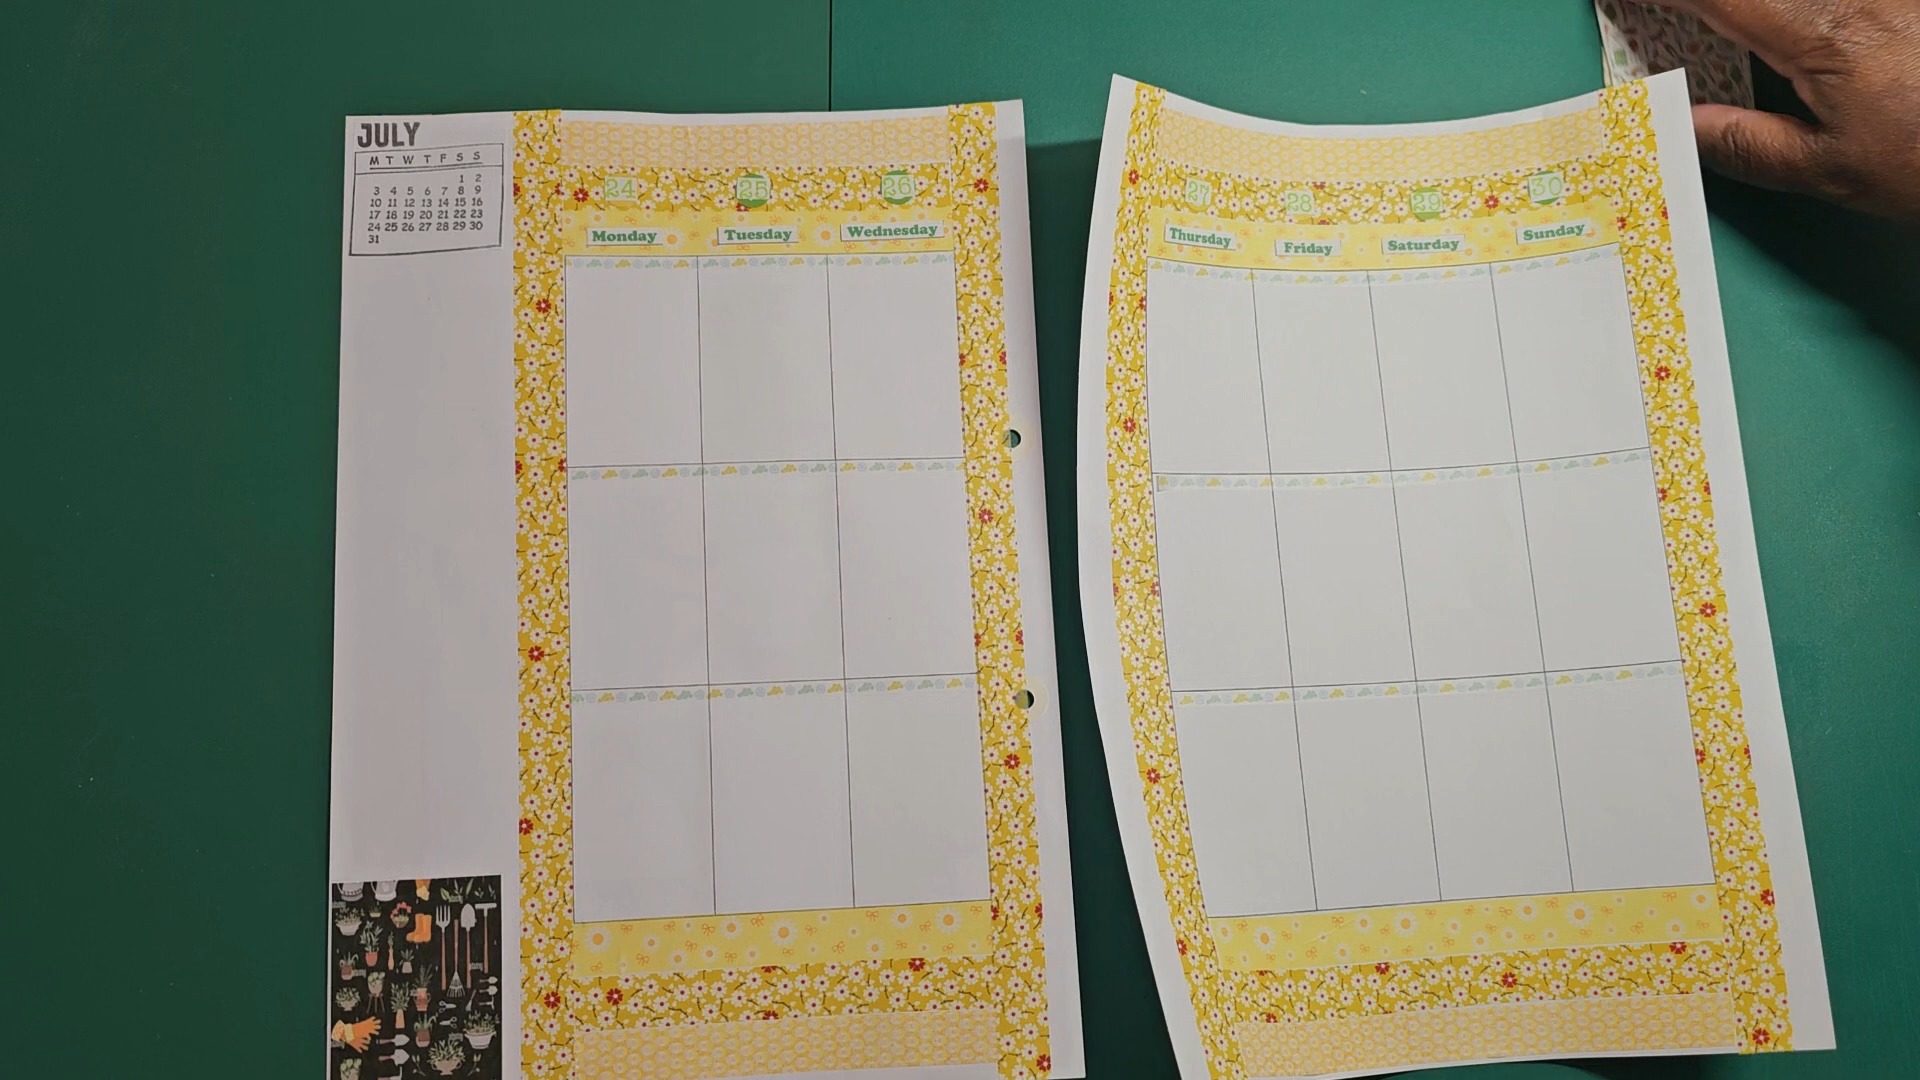 JULY
M T W T F S S
1 2
3 4 5 6 7 8 9
10 11 12 13 14 15 16
17 18 19 20 21 22 23
24 25 26 27 28 29 30
31
24 25 26
Monday Tuesday Wednesday
27 28 29 30
Thursday Friday Saturday Sunday